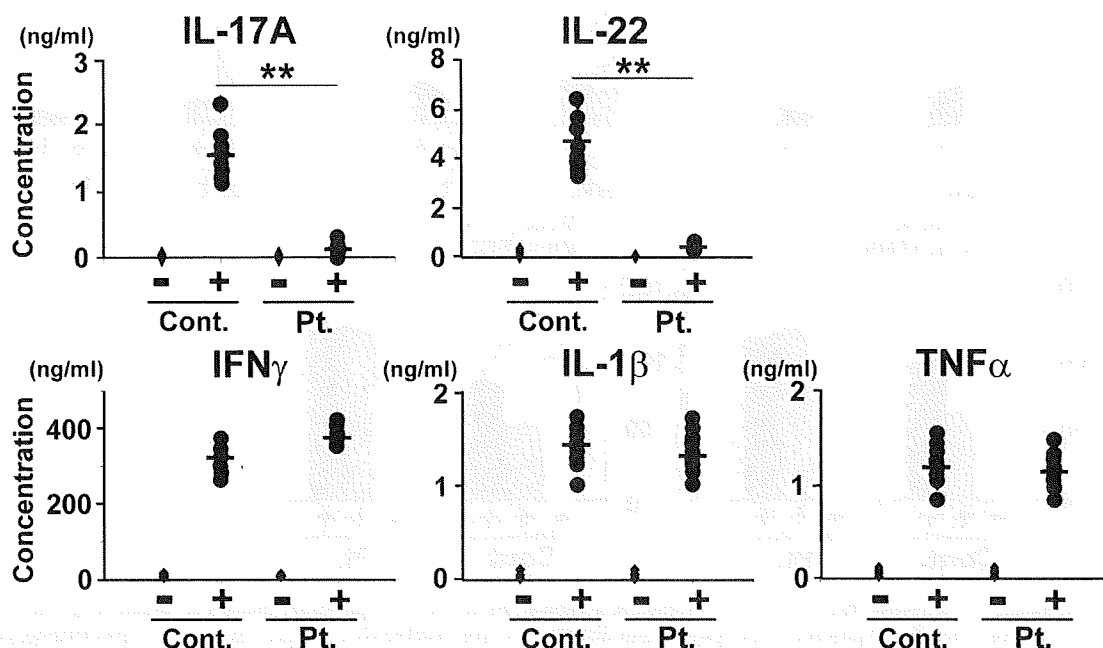 IL-17A
(ng/ml)
Concentration
3
2
1
0
**
- + - +
Cont. Pt.
IL-22
(ng/ml)
8
6
4
2
0
**
- + - +
Cont. Pt.
IFNγ
(ng/ml)
Concentration
400
200
0
- + - +
Cont. Pt.
IL-1β
(ng/ml)
2
1
0
- + - +
Cont. Pt.
TNFα
(ng/ml)
2
1
0
- + - +
Cont. Pt.